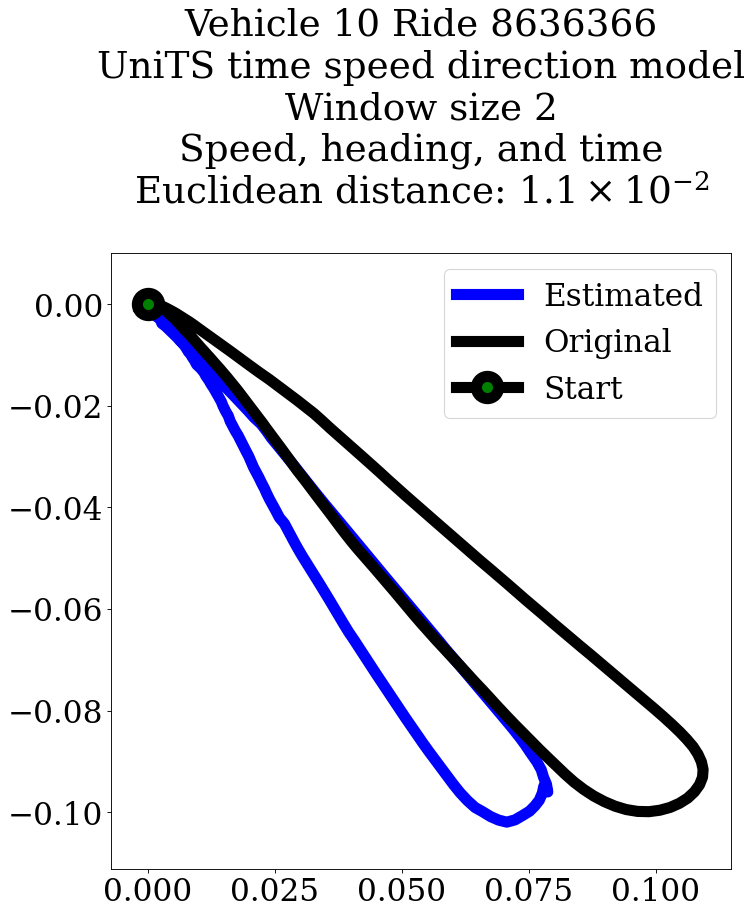 Vehicle 10 Ride 8636366
UniTS time speed direction model
Window size 2
Speed, heading, and time
Euclidean distance: 1.1 × 10⁻²
Estimated
Original
Start
0.00
−0.02
−0.04
−0.06
−0.08
−0.10
0.000 0.025 0.050 0.075 0.100